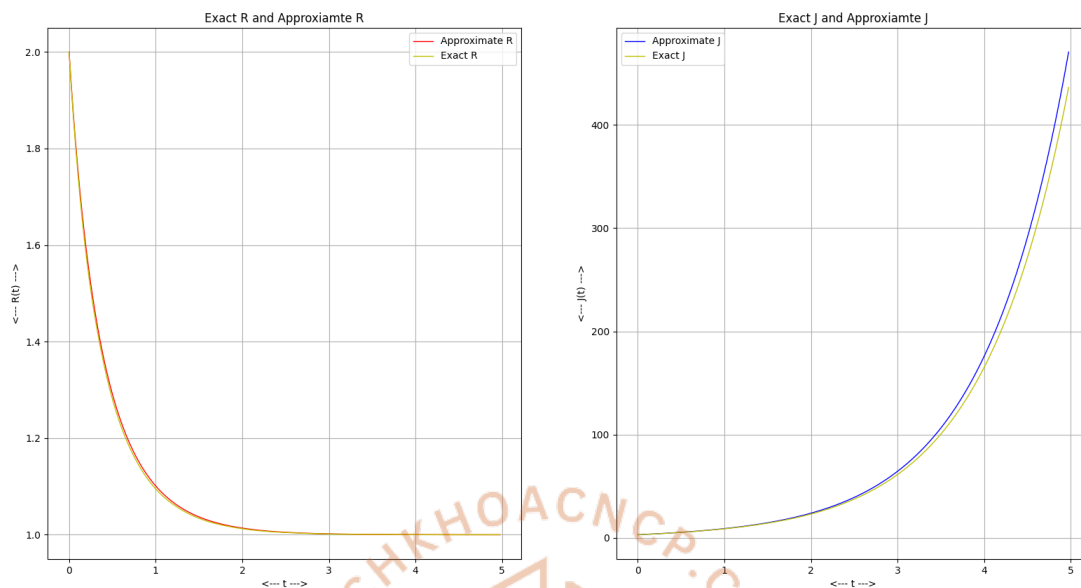 Exact R and Approxiamte R
Approximate R
Exact R
2.0
1.8
1.6
1.4
1.2
1.0
<--- R(t) --->
0 1 2 3 4 5
<--- t --->
Exact J and Approxiamte J
Approximate J
Exact J
400
300
200
100
0
<--- J(t) --->
0 1 2 3 4 5
<--- t --->
SHKHOACNCP